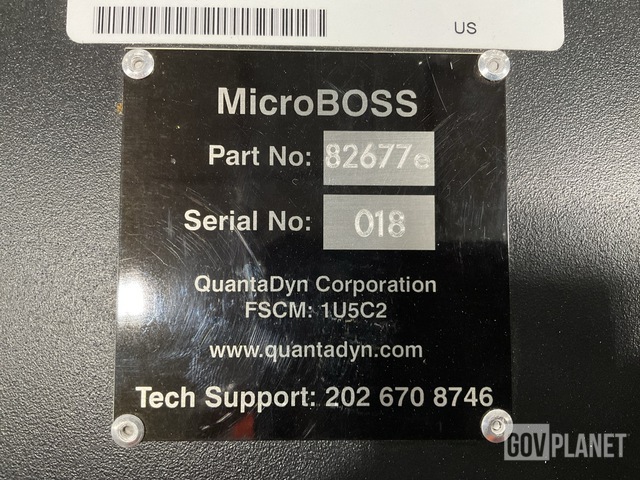 US
MicroBOSS
Part No: 82677e
Serial No: 018
QuantaDyn Corporation
FSCM: 1U5C2
www.quantadyn.com
Tech Support: 202 670 8746
GOVPLANET